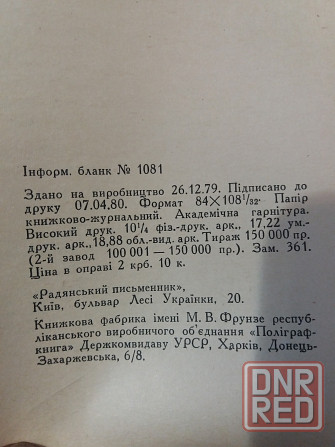 Інформ. бланк № 1081
Здано на виробництво 26.12.79. Підписано до
друку 07.04.80. Формат 84×108¹/₃₂. Папір
книжково-журнальний. Академічна гарнітура.
Високий друк. 10¹/₄ фіз.-друк. арк., 17,22 ум.-
друк. арк., 18,88 обл.-вид. арк. Тираж 150 000 пр.
(2-й завод 100 001 — 150 000 пр.). Зам. 361.
Ціна в оправі 2 крб. 10 к.
«Радянський письменник»,
Київ, бульвар Лесі Українки, 20.
Книжкова фабрика імені М. В. Фрунзе респуб-
ліканського виробничого об'єднання «Поліграф-
книга» Держкомвидаву УРСР, Харків, Донець-
Захаржевська, 6/8.
DNR
RED